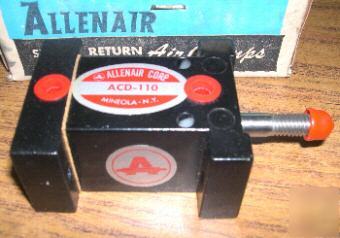 ALLENAIR
RETURN Air
ALLENAIR CORP
ACD-110
MINEOLA-N.Y.
A